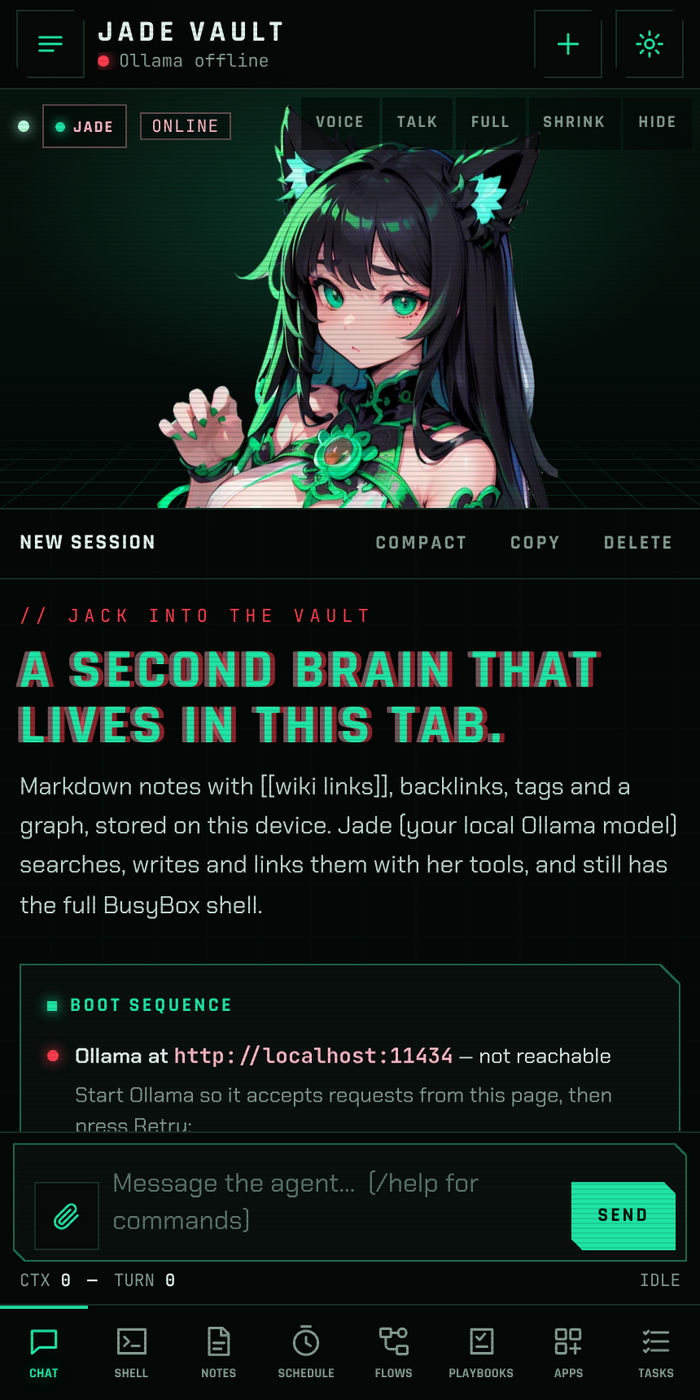 JADE VAULT
Ollama offline
JADE
ONLINE
VOICE
TALK
FULL
SHRINK
HIDE
NEW SESSION
COMPACT
COPY
DELETE
// JACK INTO THE VAULT
A SECOND BRAIN THAT
LIVES IN THIS TAB.
Markdown notes with [[wiki links]], backlinks, tags and a
graph, stored on this device. Jade (your local Ollama model)
searches, writes and links them with her tools, and still has
the full BusyBox shell.
BOOT SEQUENCE
Ollama at http://localhost:11434 — not reachable
Start Ollama so it accepts requests from this page, then
press Retry:
Message the agent… (/help for
commands)
SEND
CTX 0 — TURN 0
IDLE
CHAT
SHELL
NOTES
SCHEDULE
FLOWS
PLAYBOOKS
APPS
TASKS